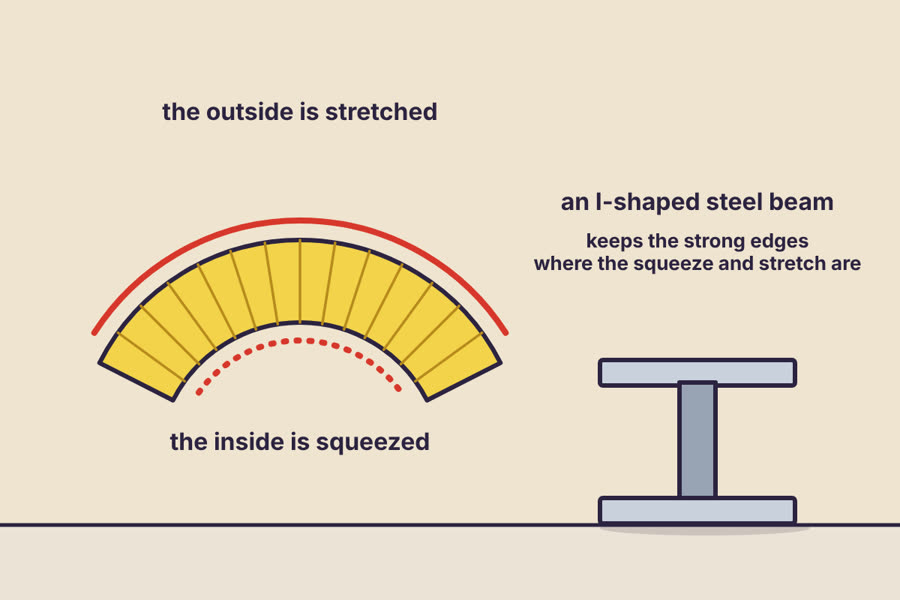 the outside is stretched
an I-shaped steel beam
keeps the strong edges
where the squeeze and stretch are
the inside is squeezed